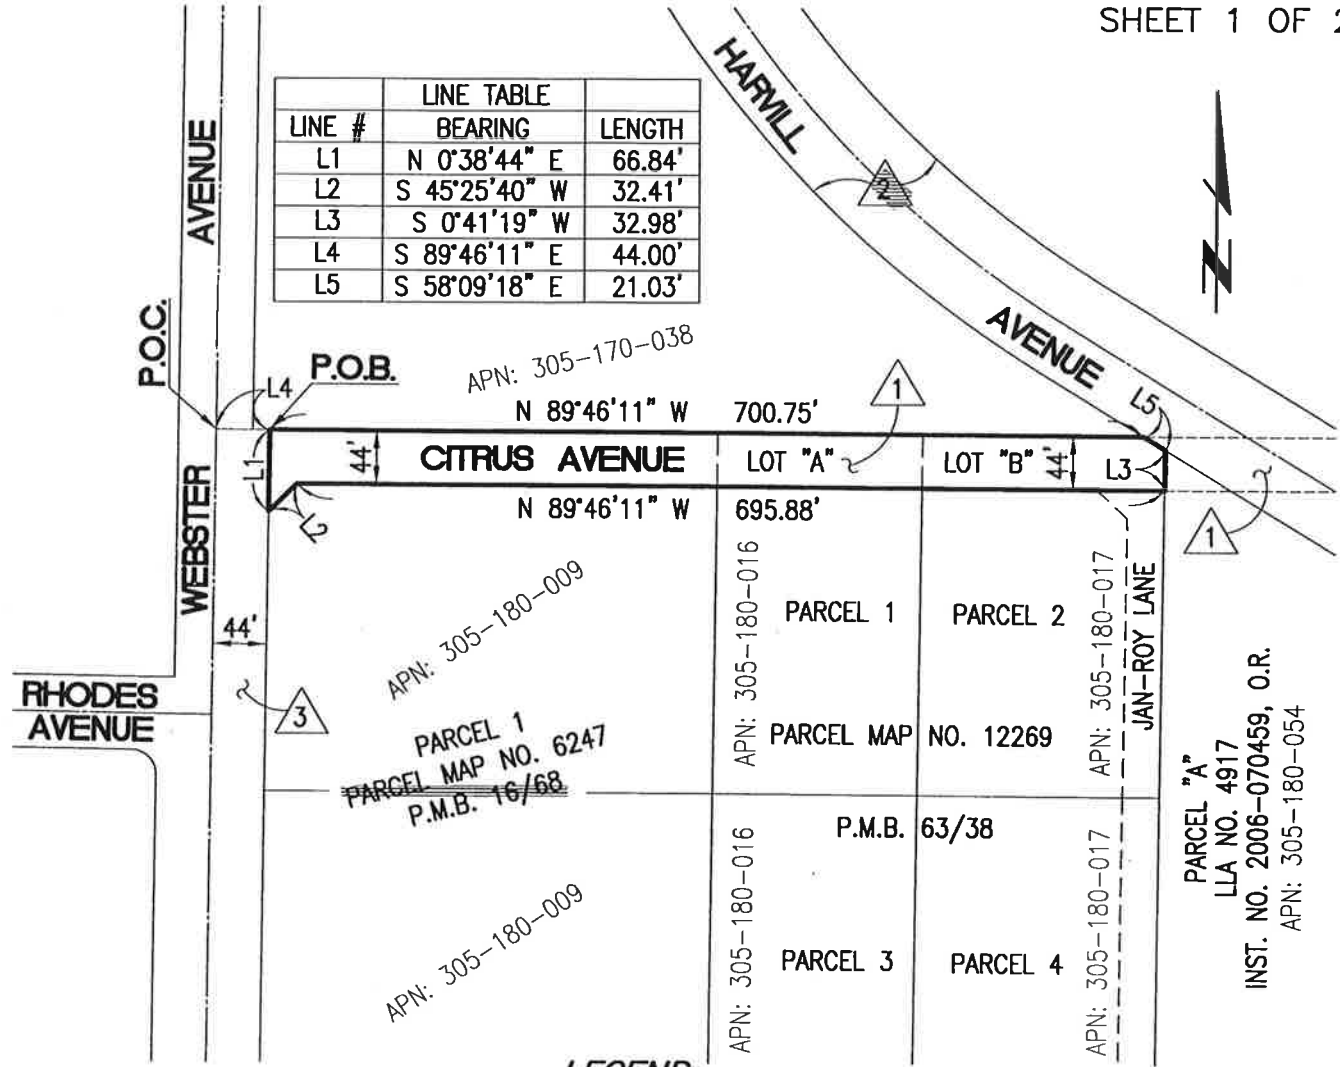 SHEET 1 OF 2
LINE TABLE
LINE # BEARING LENGTH
L1 N 0°38'44" E 66.84'
L2 S 45°25'40" W 32.41'
L3 S 0°41'19" W 32.98'
L4 S 89°46'11" E 44.00'
L5 S 58°09'18" E 21.03'
HARVILL
AVENUE
2
N
AVENUE
WEBSTER
P.O.C.
L4
P.O.B.
APN: 305-170-038
1
L5
N 89°46'11" W 700.75'
L1
44'
CITRUS AVENUE
LOT "A"
LOT "B"
44'
L3
L2
N 89°46'11" W 695.88'
1
44'
3
RHODES
AVENUE
APN: 305-180-009
PARCEL 1
PARCEL MAP NO. 6247
P.M.B. 16/68
APN: 305-180-009
APN: 305-180-016
PARCEL 1
PARCEL 2
APN: 305-180-017
JAN-ROY LANE
PARCEL MAP NO. 12269
P.M.B. 63/38
APN: 305-180-016
PARCEL 3
PARCEL 4
APN: 305-180-017
PARCEL "A"
LLA NO. 4917
INST. NO. 2006-070459, O.R.
APN: 305-180-054
LEGEND